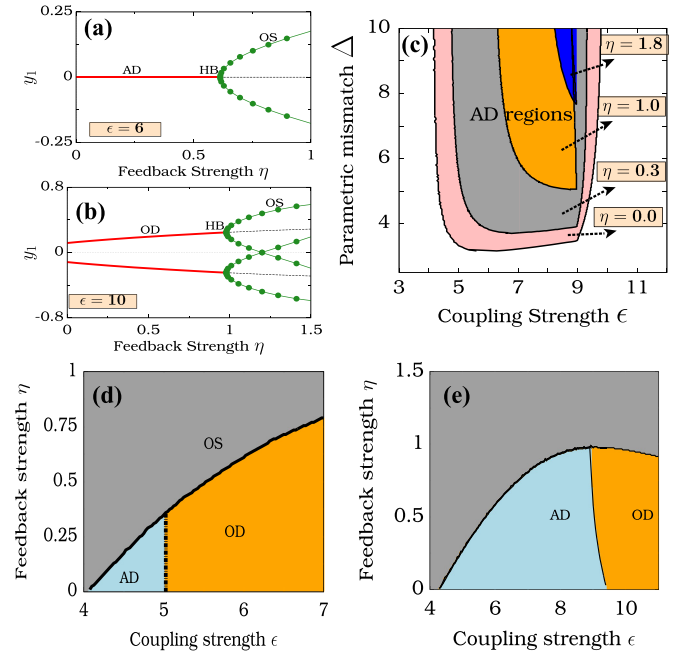 (a)
0.25
0
-0.25
y₁
AD
HB
OS
ϵ = 6
0
0.5
1
Feedback Strength η
(b)
0.8
0
-0.8
y₁
OD
HB
OS
ϵ = 10
0
0.5
1
1.5
Feedback Strength η
(c)
10
8
6
4
Parametric mismatch Δ
AD regions
η = 1.8
η = 1.0
η = 0.3
η = 0.0
3
5
7
9
11
Coupling Strength ϵ
(d)
1
0.75
0.5
0.25
0
Feedback strength η
OS
AD
OD
4
5
6
7
Coupling strength ϵ
(e)
1.5
1
0.5
0
Feedback strength η
AD
OD
4
6
8
10
Coupling strength ϵ